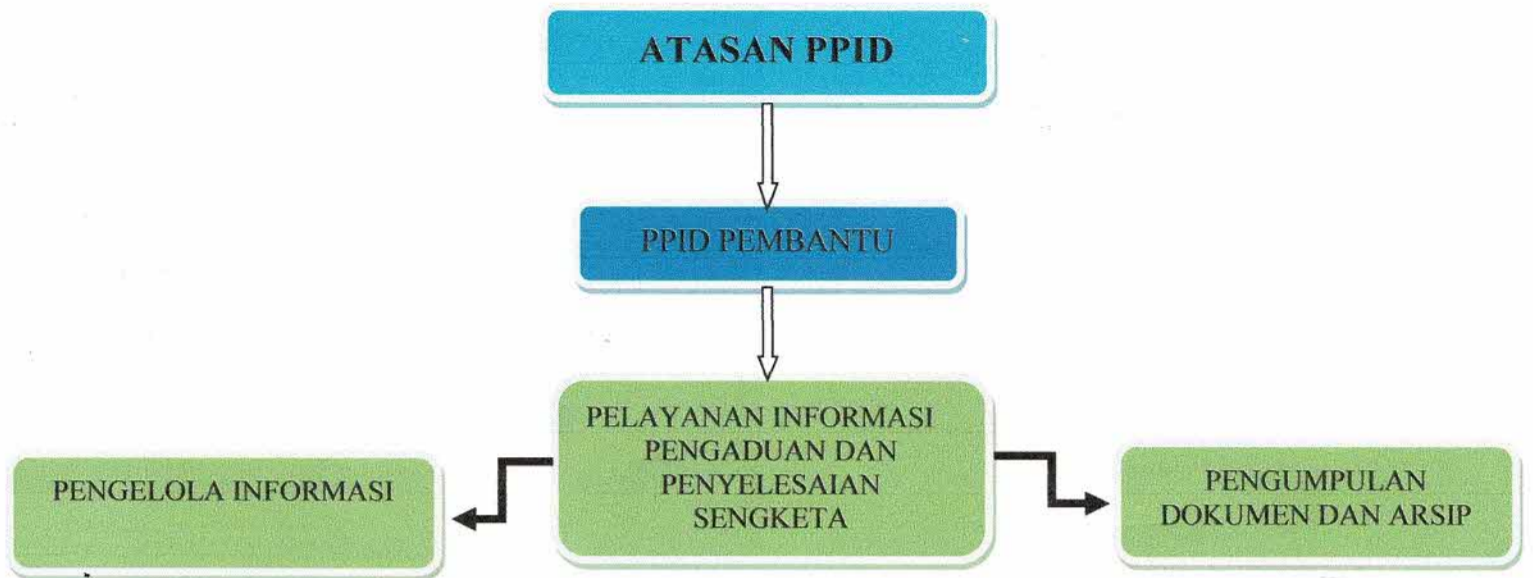 ATASAN PPID
PPID PEMBANTU
PELAYANAN INFORMASI
PENGADUAN DAN
PENYELESAIAN
SENGKETA
PENGELOLA INFORMASI
PENGUMPULAN
DOKUMEN DAN ARSIP